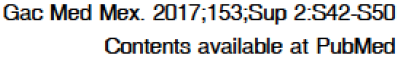 Gac Med Mex. 2017;153;Sup 2:S42-S50
Contents available at PubMed